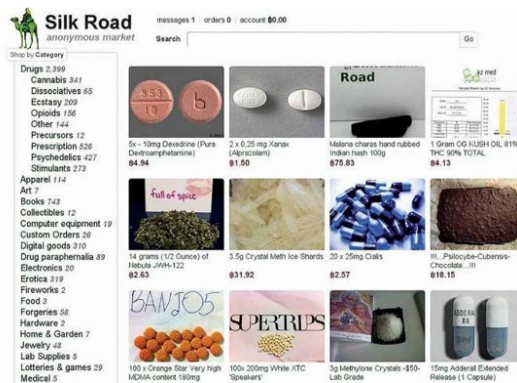 Silk Road
anonymous market
messages 1 | orders 0 | account ฿0.00
Search
Go
Shop by Category
Drugs 2,399
Cannabis 341
Dissociatives 65
Ecstasy 209
Opioids 156
Other 144
Precursors 12
Prescription 526
Psychedelics 427
Stimulants 273
Apparel 114
Art 7
Books 743
Collectibles 12
Computer equipment 19
Custom Orders 26
Digital goods 310
Drug paraphernalia 89
Electronics 20
Erotica 319
Fireworks 2
Food 3
Forgeries 58
Hardware 2
Home & Garden 7
Jewelry 48
Lab Supplies 5
Lotteries & games 29
Medical 5
10
b
5x - 10mg Dexedrine (Pure
Dextroamphetamine)
฿4.94
2 x 0,25 mg Xanax
(Alprazolam)
฿1.50
Road
Malana charas hand rubbed
Indian hash 100g
฿75.83
az med
1 Gram OG KUSH OIL 81%
THC 90% TOTAL
฿4.13
full of spice
14 grams (1/2 Ounce) of
Nebula JWH-122
฿2.63
3.5g Crystal Meth Ice Shards
฿31.92
20 x 25mg Cialis
฿2.57
!!!...Psilocybe-Cubensis-
Chocolate...!!!
฿18.15
BANJO5
100 x Orange Star Very high
MDMA content 180mg
SUPERTRIPS
100x 200mg White XTC
'Speakers'
3g Methylone Crystals -$50-
Lab Grade
15mg Adderall Extended
Release (1 Capsule)